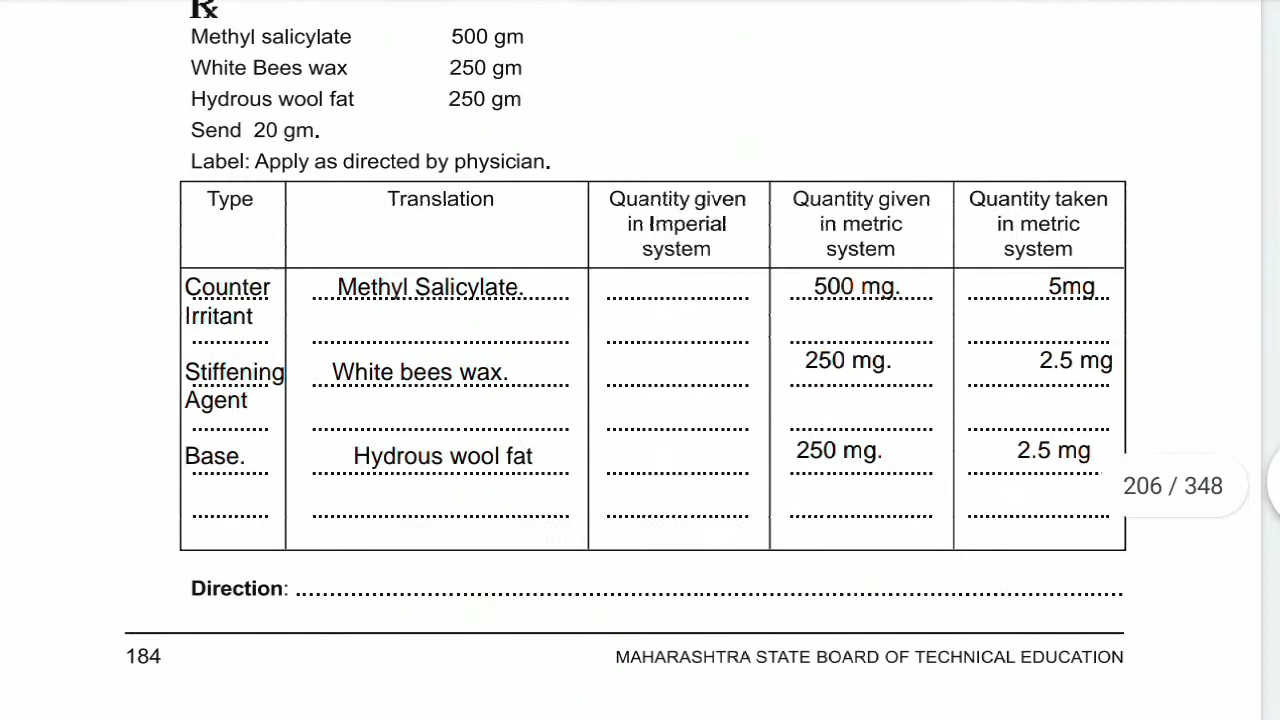 Rx
Methyl salicylate 500 gm
White Bees wax 250 gm
Hydrous wool fat 250 gm
Send 20 gm.
Label: Apply as directed by physician.
Type Translation Quantity given in Imperial system Quantity given in metric system Quantity taken in metric system
Counter Irritant Methyl Salicylate. 500 mg. 5mg
Stiffening Agent White bees wax. 250 mg. 2.5 mg
Base. Hydrous wool fat 250 mg. 2.5 mg
206 / 348
Direction:
184 MAHARASHTRA STATE BOARD OF TECHNICAL EDUCATION